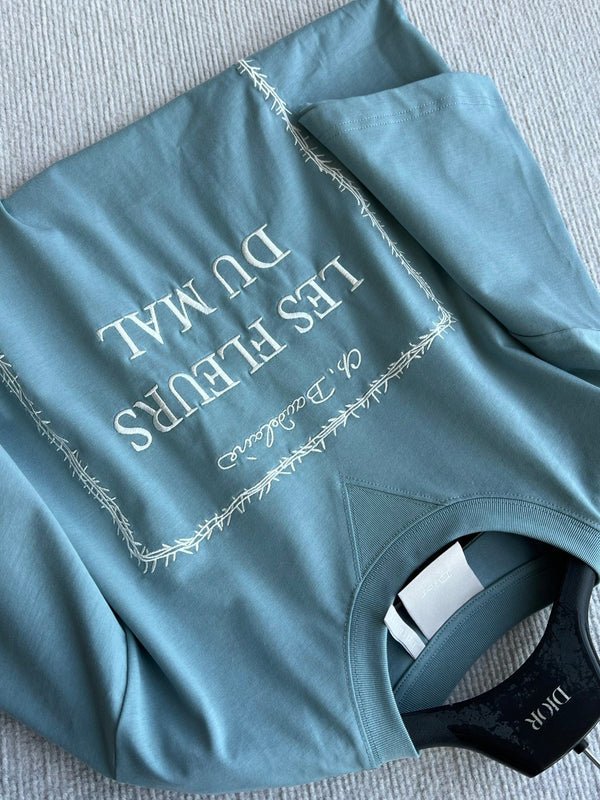 Ch. Baudelaire
LES FLEURS
DU MAL
DIOR